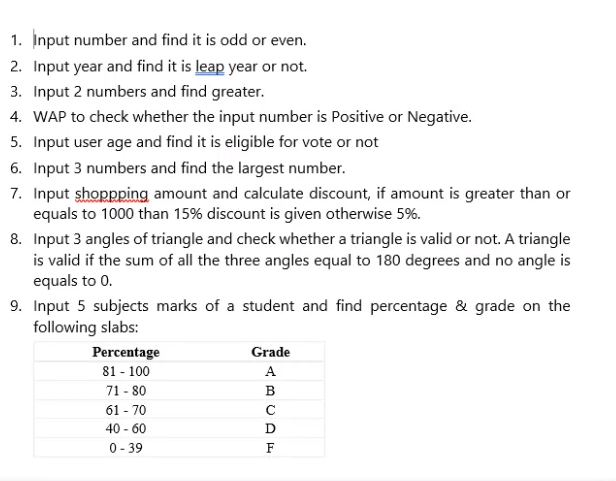 1. Input number and find it is odd or even.
2. Input year and find it is leap year or not.
3. Input 2 numbers and find greater.
4. WAP to check whether the input number is Positive or Negative.
5. Input user age and find it is eligible for vote or not
6. Input 3 numbers and find the largest number.
7. Input shoppping amount and calculate discount, if amount is greater than or
equals to 1000 than 15% discount is given otherwise 5%.
8. Input 3 angles of triangle and check whether a triangle is valid or not. A triangle
is valid if the sum of all the three angles equal to 180 degrees and no angle is
equals to 0.
9. Input 5 subjects marks of a student and find percentage & grade on the
following slabs:
Percentage Grade
81 - 100 A
71 - 80 B
61 - 70 C
40 - 60 D
0 - 39 F